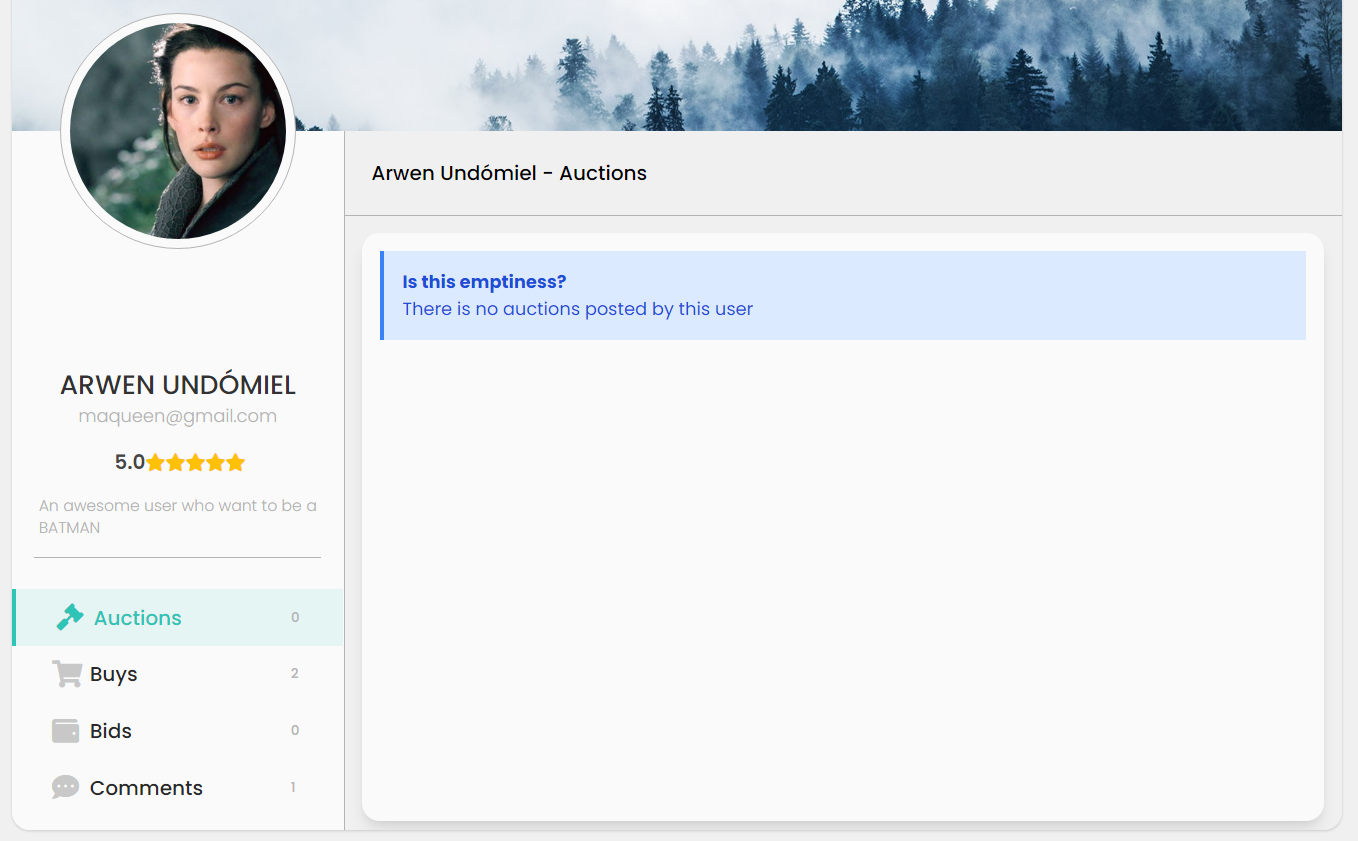 Arwen Undómiel - Auctions
Is this emptiness?
There is no auctions posted by this user
ARWEN UNDÓMIEL
maqueen@gmail.com
5.0
An awesome user who want to be a
BATMAN
Auctions 0
Buys 2
Bids 0
Comments 1